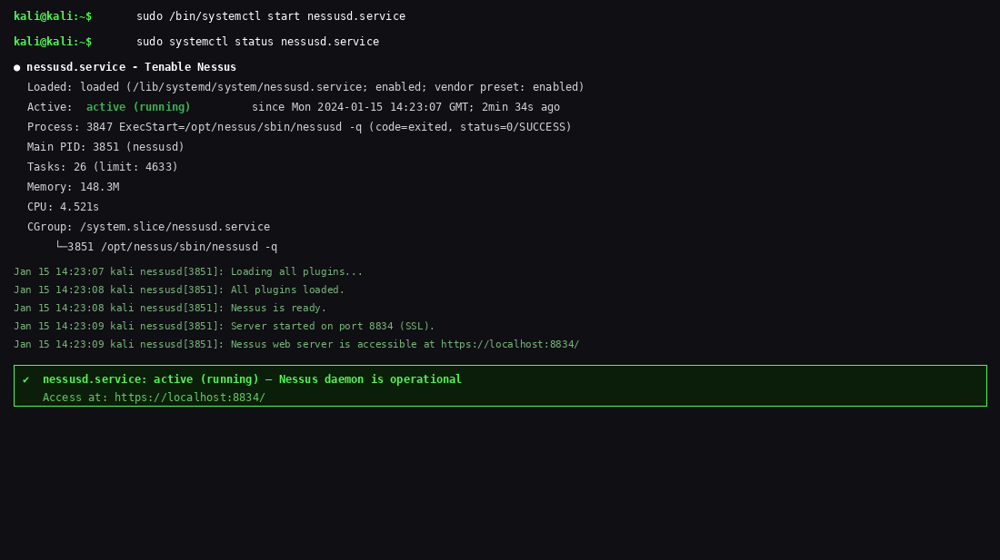 kali@kali:~$ sudo /bin/systemctl start nessusd.service
kali@kali:~$ sudo systemctl status nessusd.service
● nessusd.service - Tenable Nessus
Loaded: loaded (/lib/systemd/system/nessusd.service; enabled; vendor preset: enabled)
Active: active (running) since Mon 2024-01-15 14:23:07 GMT; 2min 34s ago
Process: 3847 ExecStart=/opt/nessus/sbin/nessusd -q (code=exited, status=0/SUCCESS)
Main PID: 3851 (nessusd)
Tasks: 26 (limit: 4633)
Memory: 148.3M
CPU: 4.521s
CGroup: /system.slice/nessusd.service
└─3851 /opt/nessus/sbin/nessusd -q
Jan 15 14:23:07 kali nessusd[3851]: Loading all plugins...
Jan 15 14:23:08 kali nessusd[3851]: All plugins loaded.
Jan 15 14:23:08 kali nessusd[3851]: Nessus is ready.
Jan 15 14:23:09 kali nessusd[3851]: Server started on port 8834 (SSL).
Jan 15 14:23:09 kali nessusd[3851]: Nessus web server is accessible at https://localhost:8834/
✔ nessusd.service: active (running) — Nessus daemon is operational
Access at: https://localhost:8834/